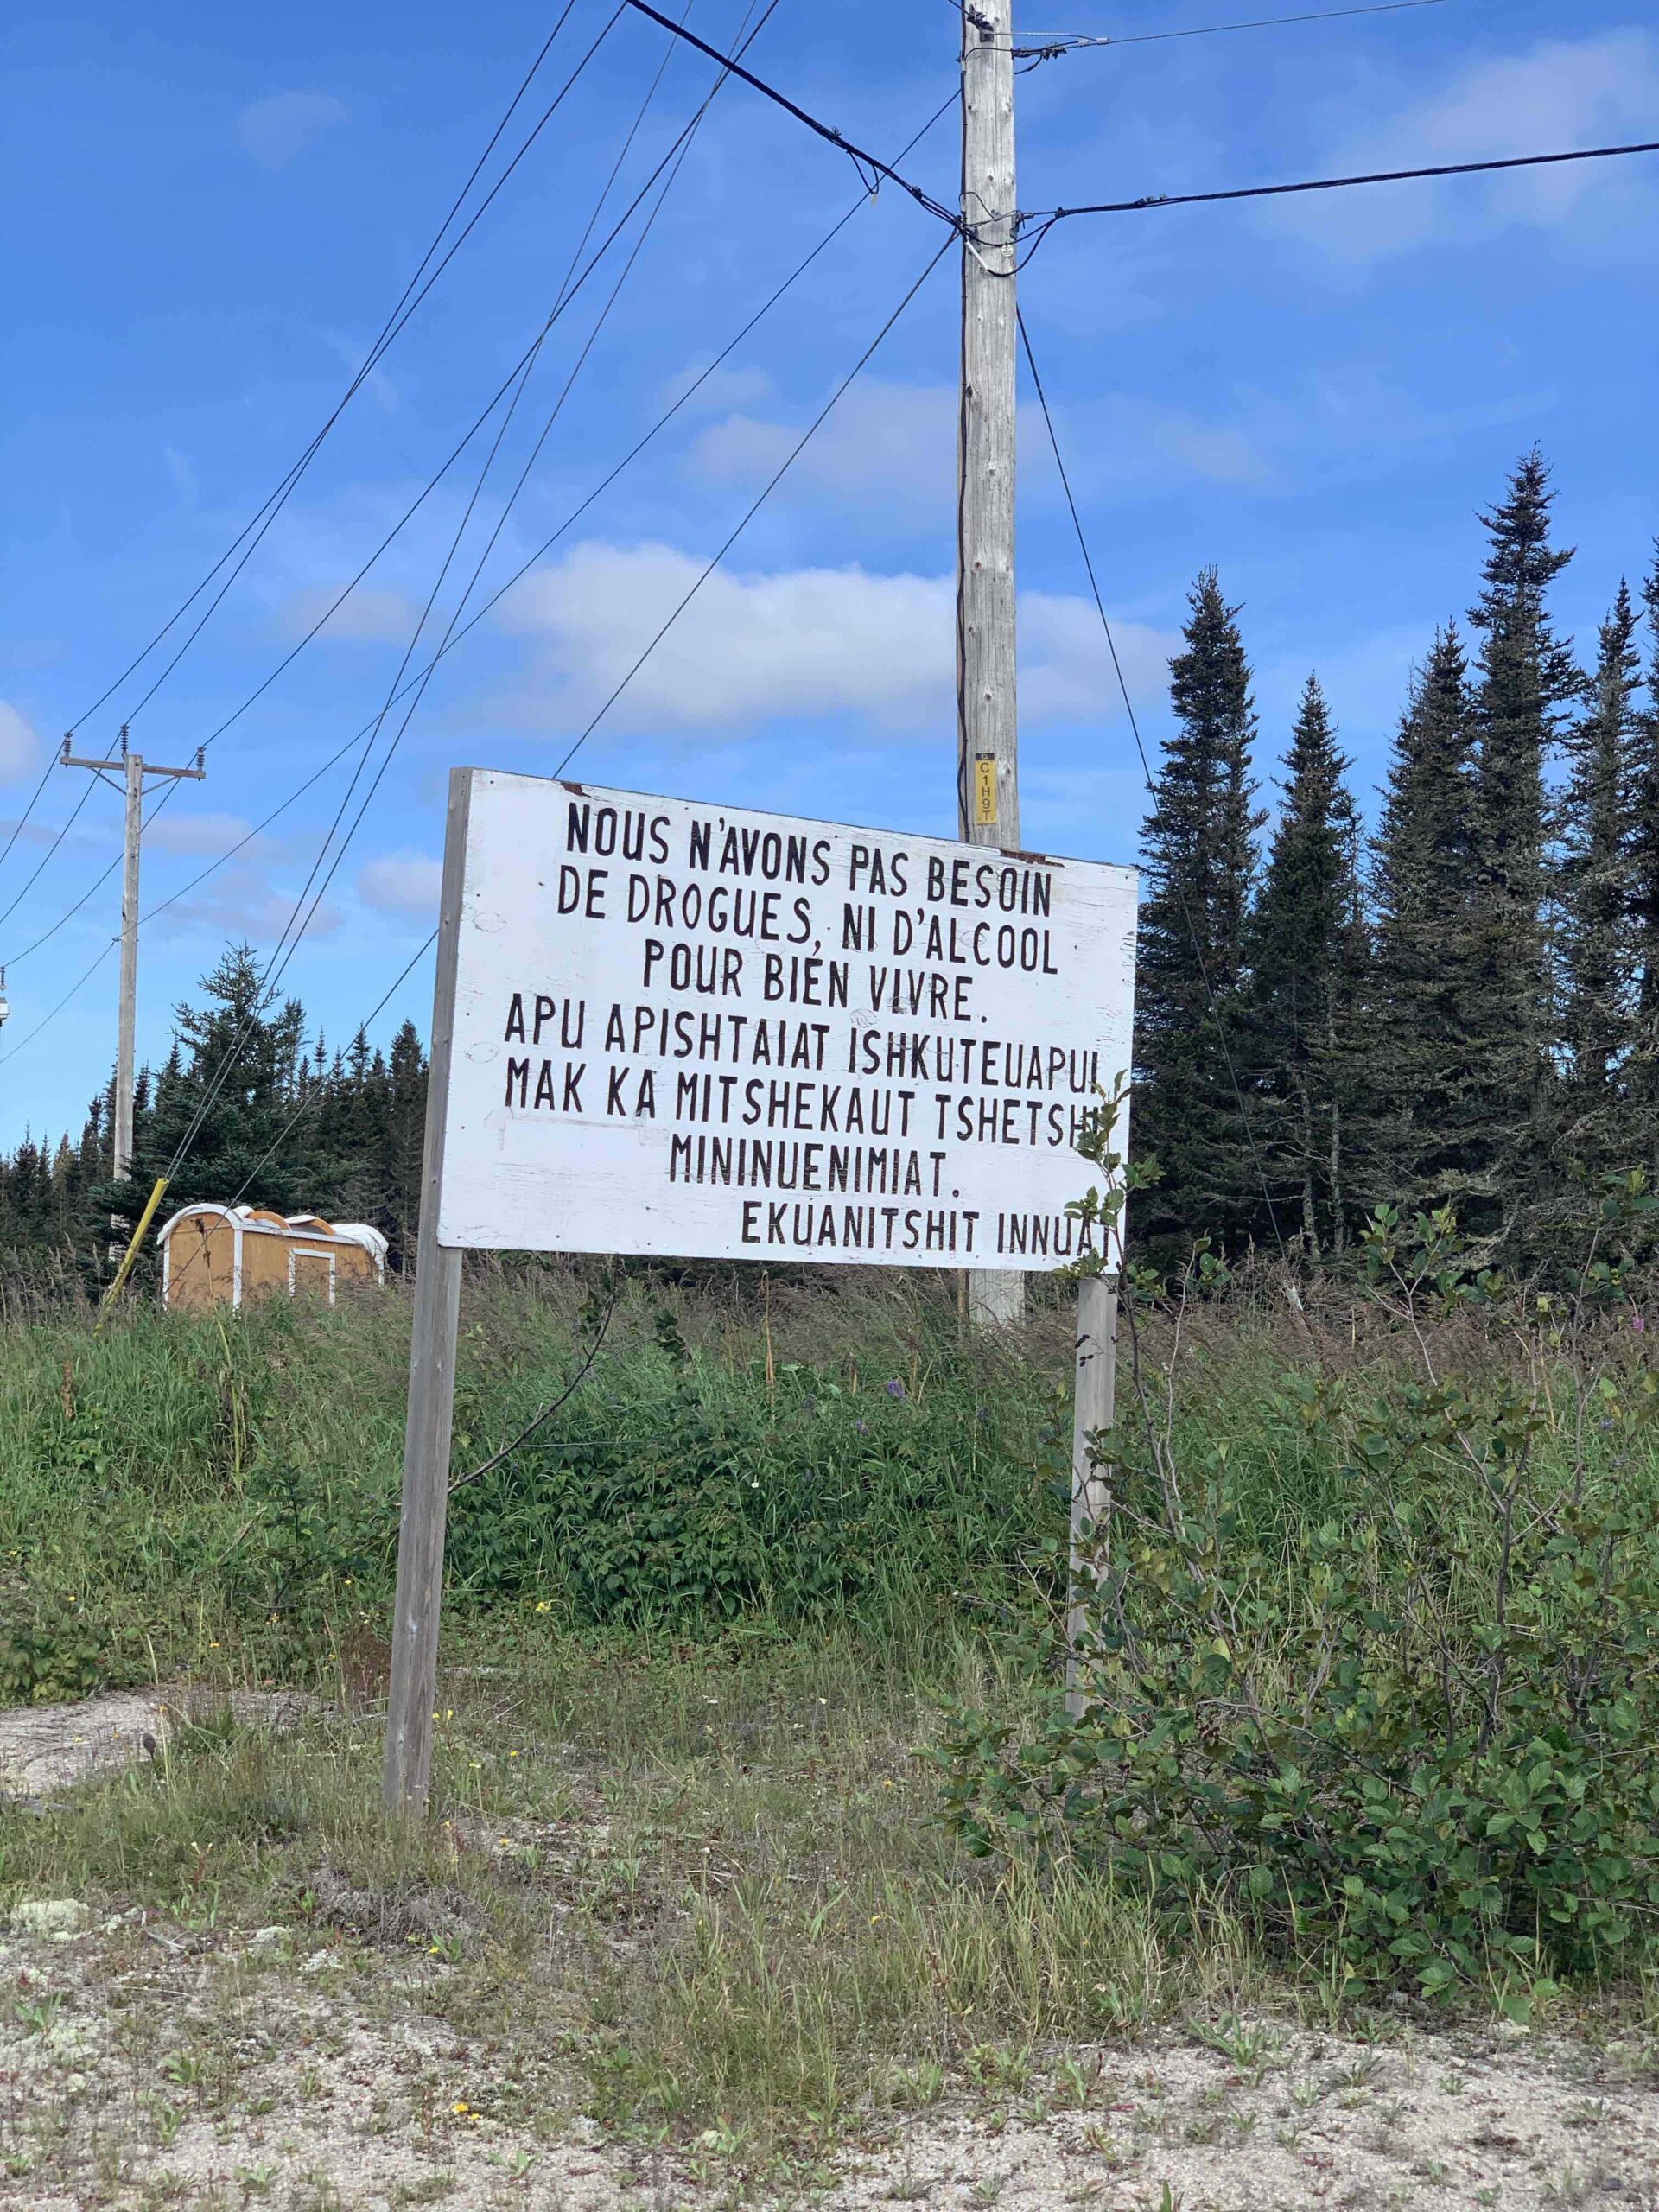 NOUS N'AVONS PAS BESOIN
DE DROGUES, NI D'ALCOOL
POUR BIEN VIVRE.
APU APISHTAIAT ISHKUTEUAPUI
MAK KA MITSHEKAUT TSHETSHI
MININUENIMIAT.
EKUANITSHIT INNUAT
C1H9T